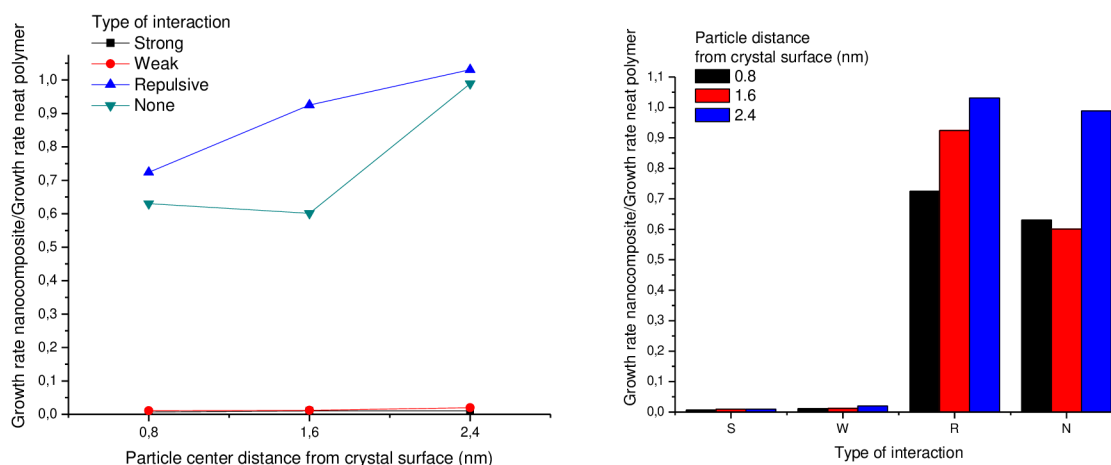 Type of interaction
Strong
Weak
Repulsive
None
Growth rate nanocomposite/Growth rate neat polymer
1,0
0,9
0,8
0,7
0,6
0,5
0,4
0,3
0,2
0,1
0,0
0,8 1,6 2,4
Particle center distance from crystal surface (nm)
Particle distance
from crystal surface (nm)
0.8
1.6
2.4
Growth rate nanocomposite/Growth rate neat polymer
1,1
1,0
0,9
0,8
0,7
0,6
0,5
0,4
0,3
0,2
0,1
0,0
S W R N
Type of interaction